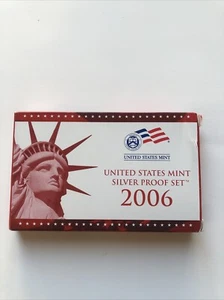 UNITED STATES MINT
UNITED STATES MINT
SILVER PROOF SET™
2006